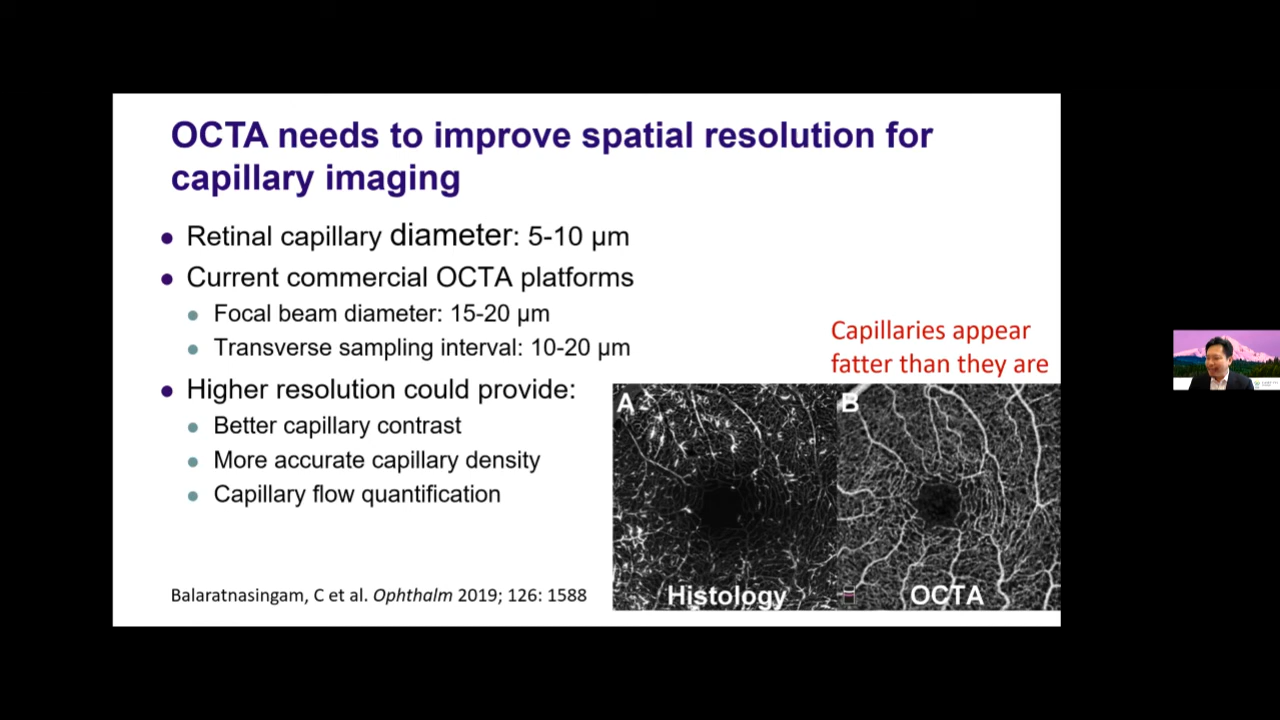 OCTA needs to improve spatial resolution for
capillary imaging
Retinal capillary diameter: 5-10 µm
Current commercial OCTA platforms
Focal beam diameter: 15-20 µm
Transverse sampling interval: 10-20 µm
Higher resolution could provide:
Better capillary contrast
More accurate capillary density
Capillary flow quantification
Capillaries appear
fatter than they are
A
B
Histology
OCTA
Balaratnasingam, C et al. Ophthalm 2019; 126: 1588